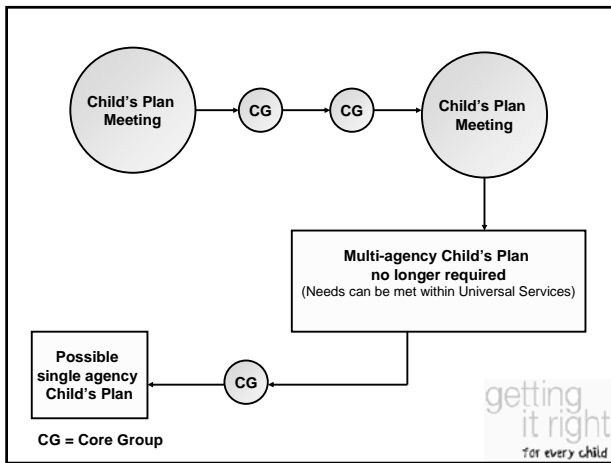 Child's Plan
Meeting
CG
CG
Child's Plan
Meeting
Multi-agency Child's Plan
no longer required
(Needs can be met within Universal Services)
Possible
single agency
Child's Plan
CG
CG = Core Group
getting
it right
for every child